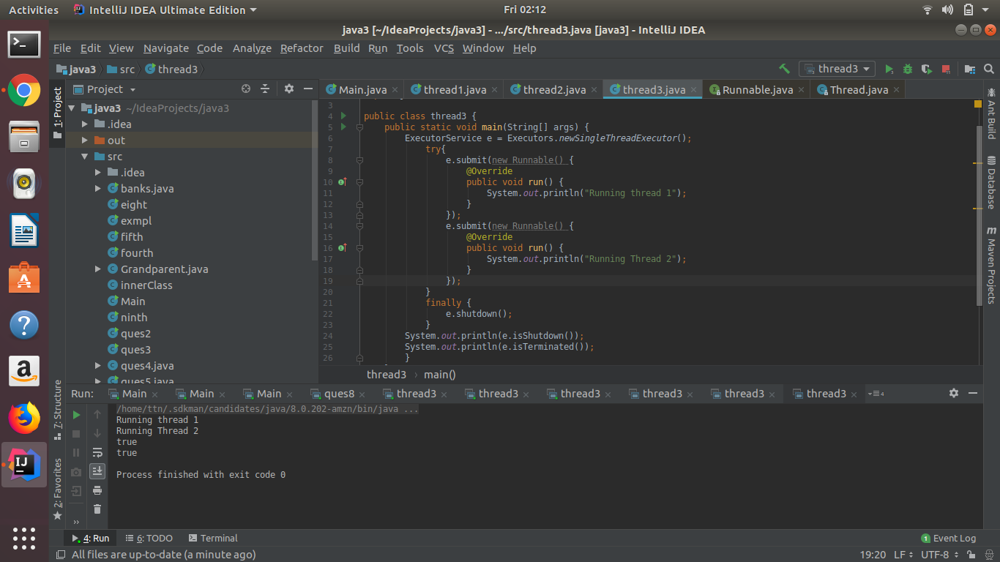 Activities IntelliJ IDEA Ultimate Edition Fri 02:12
java3 [~/IdeaProjects/java3] - .../src/thread3.java [java3] - IntelliJ IDEA
File Edit View Navigate Code Analyze Refactor Build Run Tools VCS Window Help
java3 src thread3 thread3
1: Project
Project
java3 ~/IdeaProjects/java3
.idea
out
src
.idea
banks.java
eight
exmpl
fifth
fourth
Grandparent.java
innerClass
Main
ninth
ques2
ques3
ques4.java
ques5.java
Main.java thread1.java thread2.java thread3.java Runnable.java Thread.java
3
4 public class thread3 {
5 public static void main(String[] args) {
6 ExecutorService e = Executors.newSingleThreadExecutor();
7 try{
8 e.submit(new Runnable() {
9 @Override
10 public void run() {
11 System.out.println("Running thread 1");
12 }
13 });
14 e.submit(new Runnable() {
15 @Override
16 public void run() {
17 System.out.println("Running Thread 2");
18 }
19 });
20 }
21 finally {
22 e.shutdown();
23 }
24 System.out.println(e.isShutdown());
25 System.out.println(e.isTerminated());
26 }
thread3 › main()
Ant Build
Database
Maven Projects
7: Structure
2: Favorites
Run: Main Main Main ques8 thread3 thread3 thread3 thread3 thread3 thread3 4
/home/ttn/.sdkman/candidates/java/8.0.202-amzn/bin/java ...
Running thread 1
Running Thread 2
true
true
Process finished with exit code 0
4: Run 6: TODO Terminal 1 Event Log
All files are up-to-date (a minute ago) 19:20 LF UTF-8